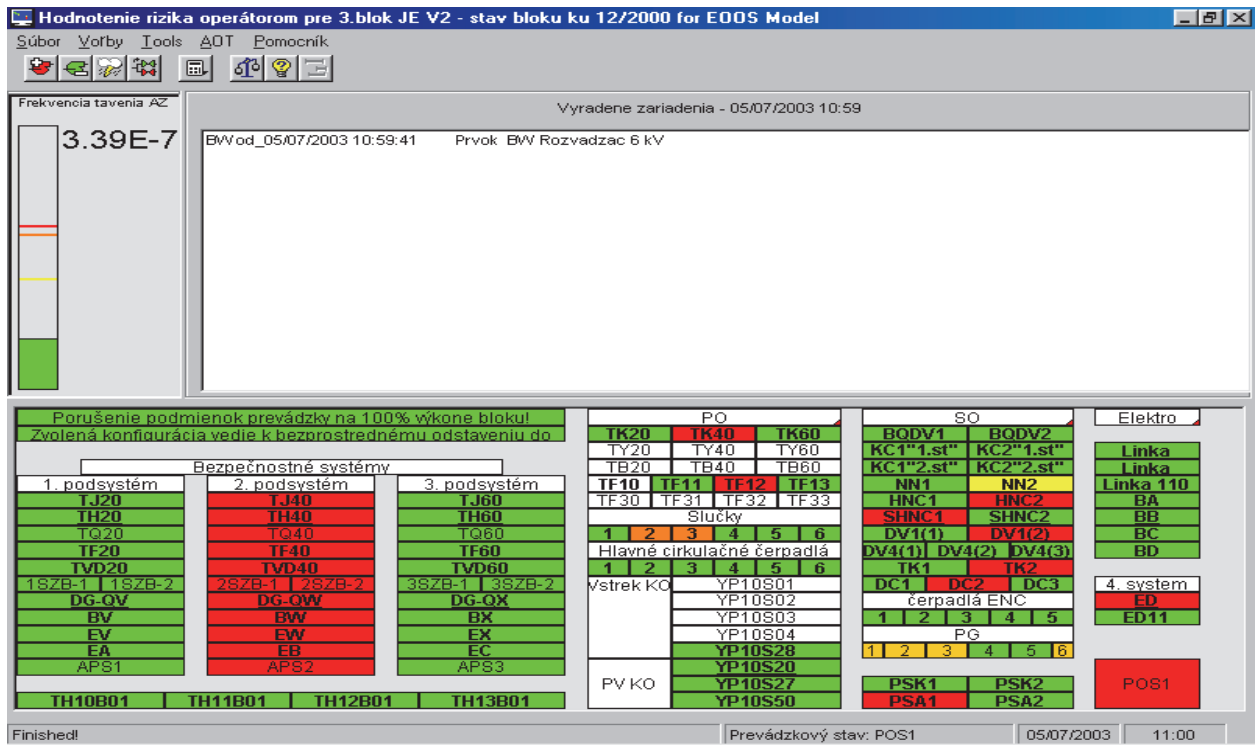 Hodnotenie rizika operátorom pre 3.blok JE V2 - stav bloku ku 12/2000 for EOOS Model
Súbor Voľby Tools AOT Pomocník
Frekvencia tavenia AZ
3.39E-7
Vyradene zariadenia - 05/07/2003 10:59
BW od_05/07/2003 10:59:41 Prvok BW Rozvadzac 6 kV
Porušenie podmienok prevádzky na 100% výkone bloku!
Zvolená konfigurácia vedie k bezprostrednému odstaveniu do
Bezpečnostné systémy
1. podsystém 2. podsystém 3. podsystém
TJ20 TJ40 TJ60
TH20 TH40 TH60
TQ20 TQ40 TQ60
TF20 TF40 TF60
TVD20 TVD40 TVD60
1SZB-1 1SZB-2 2SZB-1 2SZB-2 3SZB-1 3SZB-2
DG-QV DG-QW DG-QX
BV BW BX
EV EW EX
EA EB EC
APS1 APS2 APS3
TH10B01 TH11B01 TH12B01 TH13B01
PO
TK20 TK40 TK60
TY20 TY40 TY60
TB20 TB40 TB60
TF10 TF11 TF12 TF13
TF30 TF31 TF32 TF33
Slučky
1 2 3 4 5 6
Hlavné cirkulačné čerpadlá
1 2 3 4 5 6
Vstrek KO
YP10S01
YP10S02
YP10S03
YP10S04
YP10S28
PV KO
YP10S20
YP10S27
YP10S50
SO
BQDV1 BQDV2
KC1"1.st" KC2"1.st"
KC1"2.st" KC2"2.st"
NN1 NN2
HNC1 HNC2
SHNC1 SHNC2
DV1(1) DV1(2)
DV4(1) DV4(2) DV4(3)
TK1 TK2
DC1 DC2 DC3
čerpadlá ENC
1 2 3 4 5
PG
1 2 3 4 5 6
PSK1 PSK2
PSA1 PSA2
Elektro
Linka
Linka
Linka 110
BA
BB
BC
BD
4. system
ED
ED11
POS1
Finished! Prevádzkový stav: POS1 05/07/2003 11:00